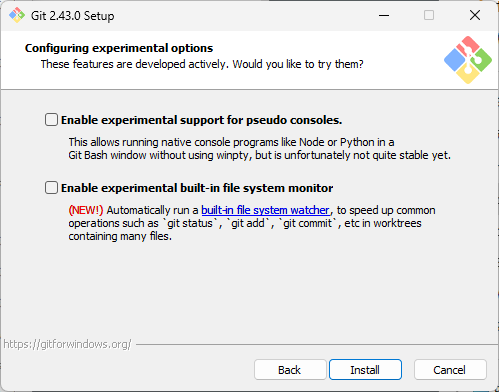 Git 2.43.0 Setup
Configuring experimental options
These features are developed actively. Would you like to try them?
Enable experimental support for pseudo consoles.
This allows running native console programs like Node or Python in a
Git Bash window without using winpty, but is unfortunately not quite stable yet.
Enable experimental built-in file system monitor
(NEW!) Automatically run a built-in file system watcher, to speed up common
operations such as `git status`, `git add`, `git commit`, etc in worktrees
containing many files.
https://gitforwindows.org/
Back Install Cancel